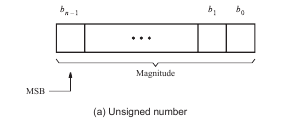 b_{n-1} b_1 b_0
• • •
Magnitude
MSB
(a) Unsigned number